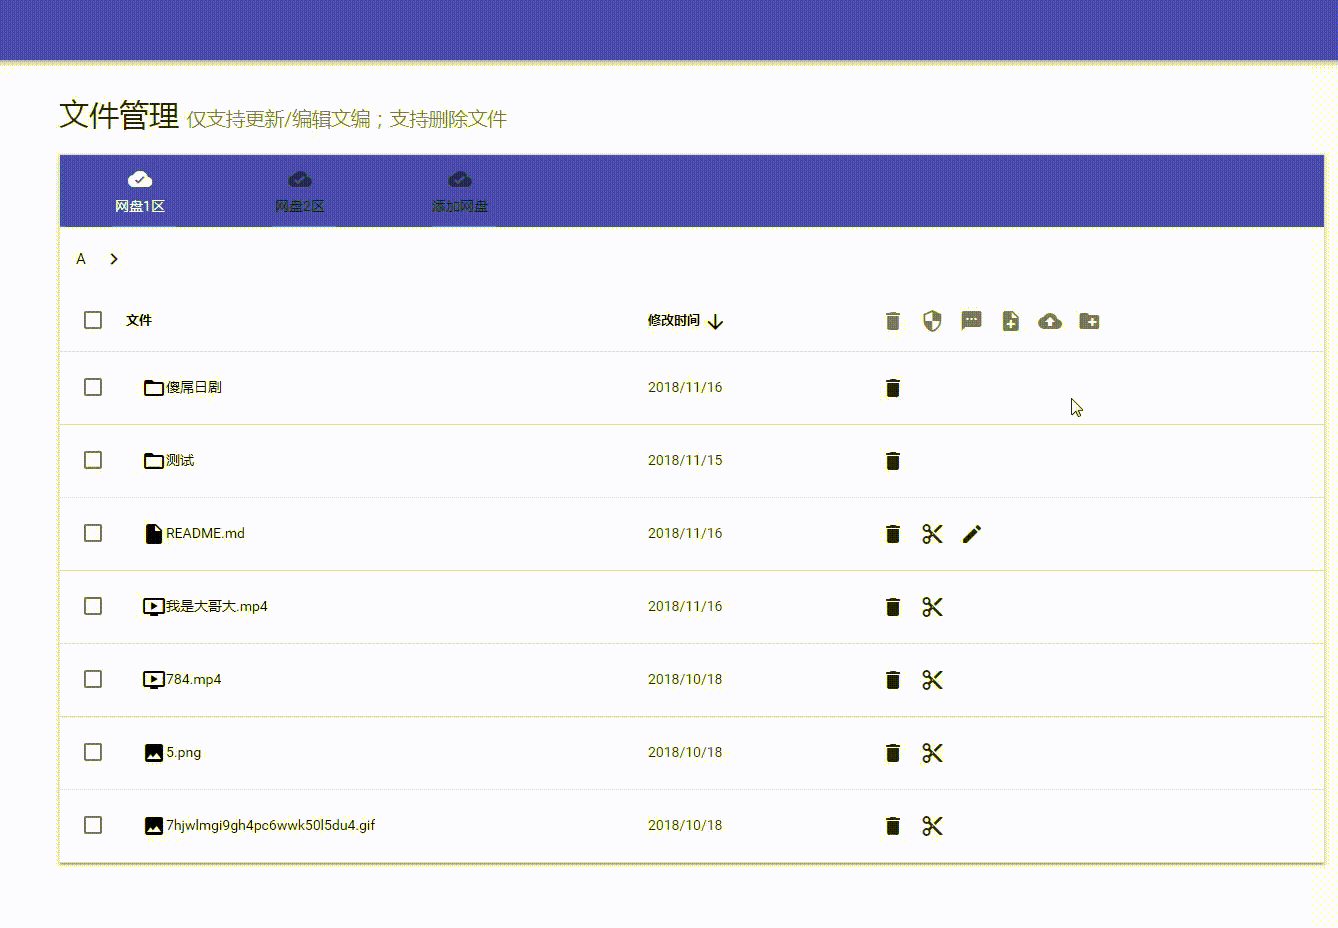 文件管理 仅支持更新/编辑文编；支持删除文件
网盘1区 网盘2区 添加网盘
A
文件 修改时间
傻屌日剧 2018/11/16
测试 2018/11/15
README.md 2018/11/16
我是大哥大.mp4 2018/11/16
784.mp4 2018/10/18
5.png 2018/10/18
7hjwlmgi9gh4pc6wwk50l5du4.gif 2018/10/18